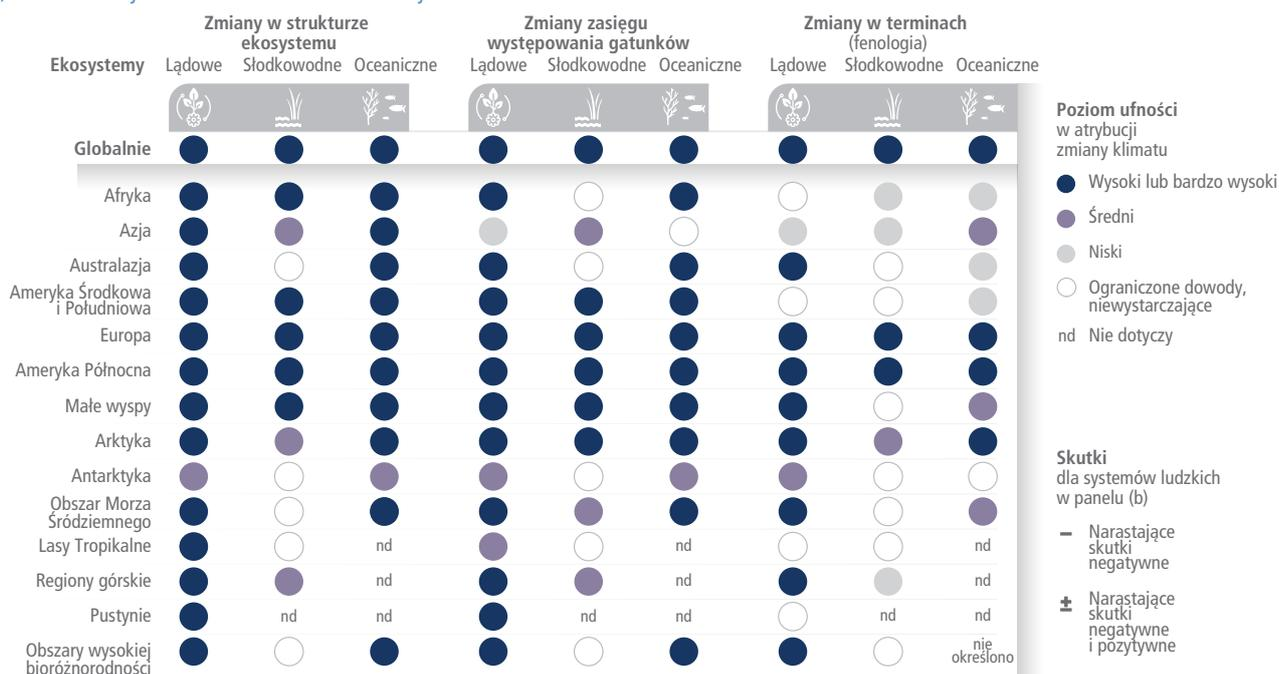 Zmiany w strukturze
ekosystemu
Zmiany zasięgu
występowania gatunków
Zmiany w terminach
(fenologia)
Ekosystemy Lądowe Słodkowodne Oceaniczne Lądowe Słodkowodne Oceaniczne Lądowe Słodkowodne Oceaniczne
Globalnie
Afryka
Azja
Australazja
Ameryka Środkowa
i Południowa
Europa
Ameryka Północna
Małe wyspy
Arktyka
Antarktyka
Obszar Morza
Śródziemnego
Lasy Tropikalne nd nd nd
Regiony górskie nd nd nd
Pustynie nd nd nd nd nd nd
Obszary wysokiej
bioróżnorodności
nie
określono
Poziom ufności
w atrybucji
zmiany klimatu
Wysoki lub bardzo wysoki
Średni
Niski
Ograniczone dowody,
niewystarczające
nd Nie dotyczy
Skutki
dla systemów ludzkich
w panelu (b)
− Narastające
skutki
negatywne
± Narastające
skutki
negatywne
i pozytywne